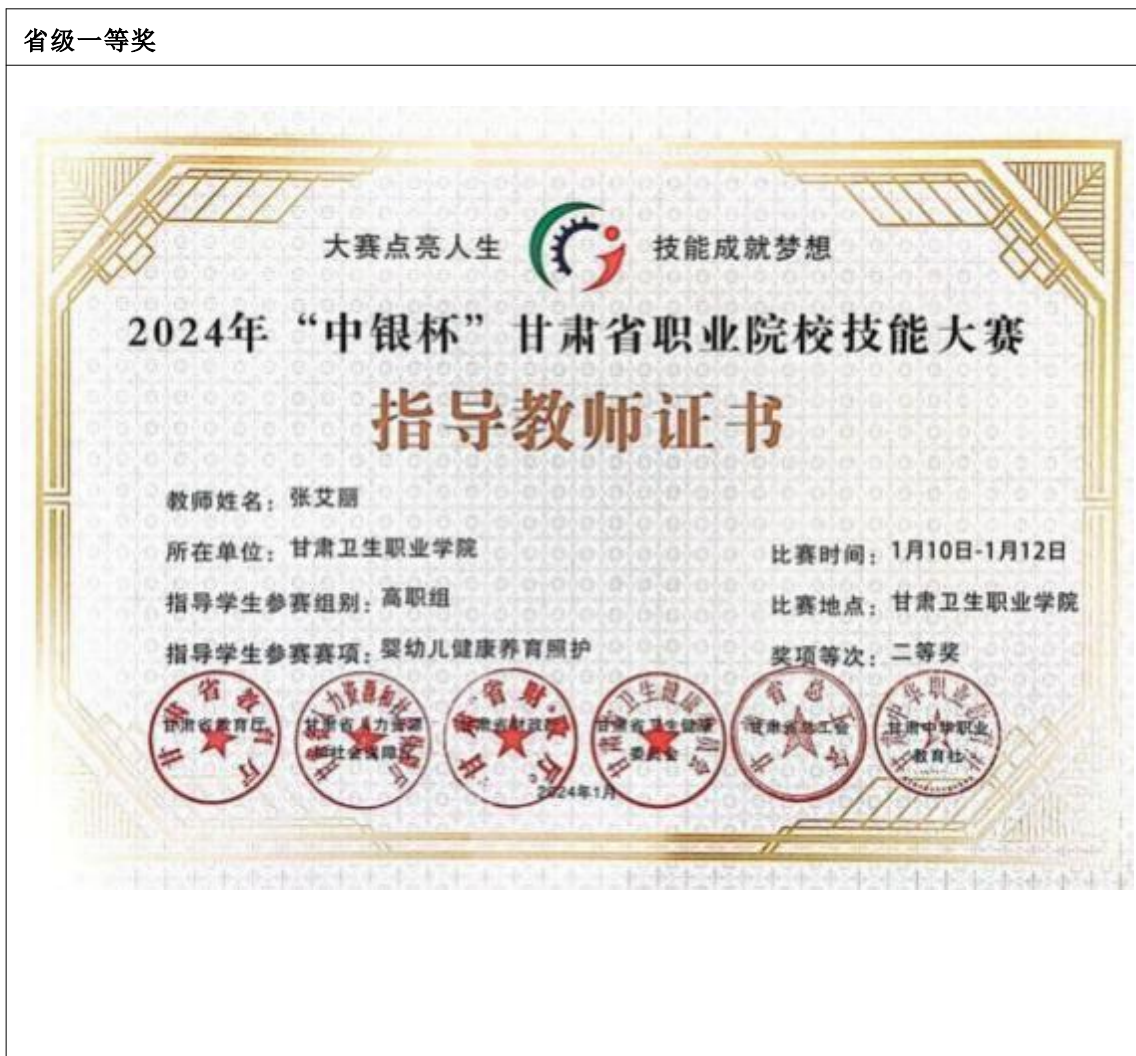 省级一等奖
大赛点亮人生 技能成就梦想
2024年“中银杯”甘肃省职业院校技能大赛
指导教师证书
教师姓名：张艾丽
所在单位：甘肃卫生职业学院
比赛时间：1月10日-1月12日
指导学生参赛组别：高职组
比赛地点：甘肃卫生职业学院
指导学生参赛赛项：婴幼儿健康养育照护
奖项等次：二等奖
甘肃省教育厅
甘肃省人力资源
和社会保障厅
甘肃省财政厅
甘肃省卫生健康
委员会
甘肃省总工会
甘肃中华职业
教育社
2024年1月